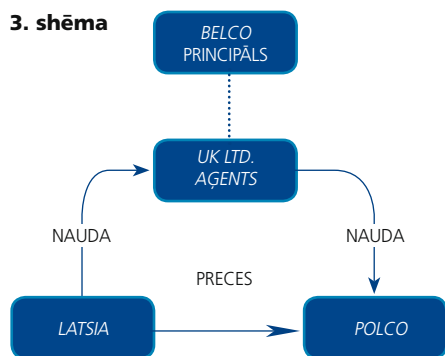 3. shēma
BELCO
PRINCIPĀLS
UK LTD.
AĢENTS
NAUDA
NAUDA
PRECES
LATSIA
POLCO